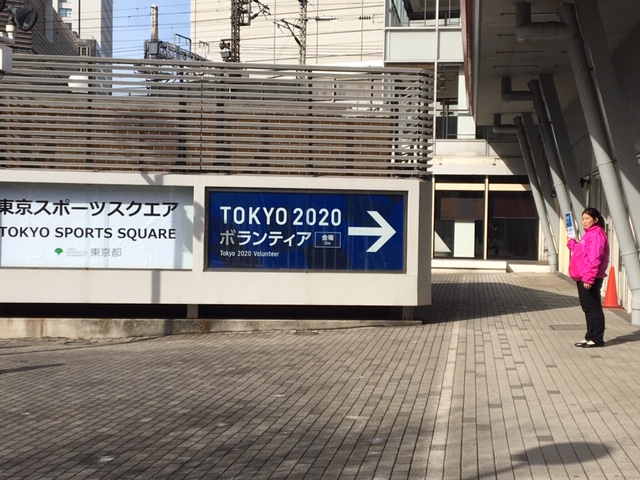 東京スポーツスクエア
TOKYO SPORTS SQUARE
東京都
TOKYO 2020
ボランティア 会場
Tokyo 2020 Volunteer